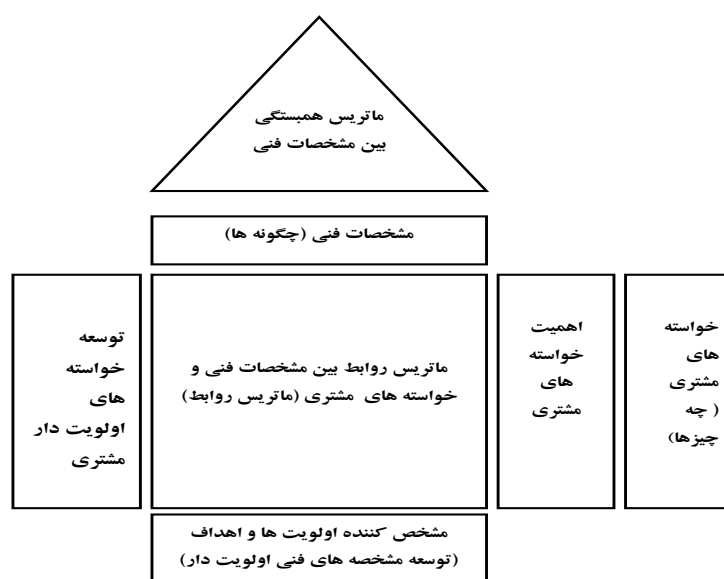 ماتریس همبستگی
بین مشخصات فنی
مشخصات فنی (چگونه ها)
خواسته
های
مشتری
( چه
چیزها)
اهمیت
خواسته
های
مشتری
ماتریس روابط بین مشخصات فنی و
خواسته های مشتری (ماتریس روابط)
توسعه
خواسته
های
اولویت دار
مشتری
مشخص کننده اولویت ها و اهداف
(توسعه مشخصه های فنی اولویت دار)